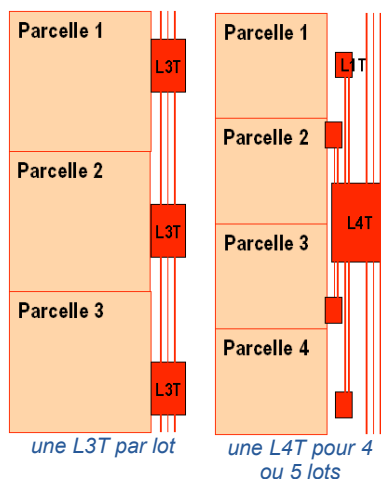 Parcelle 1
L3T
Parcelle 2
L3T
Parcelle 3
L3T
une L3T par lot
Parcelle 1
L1T
Parcelle 2
L4T
Parcelle 3
Parcelle 4
une L4T pour 4
ou 5 lots